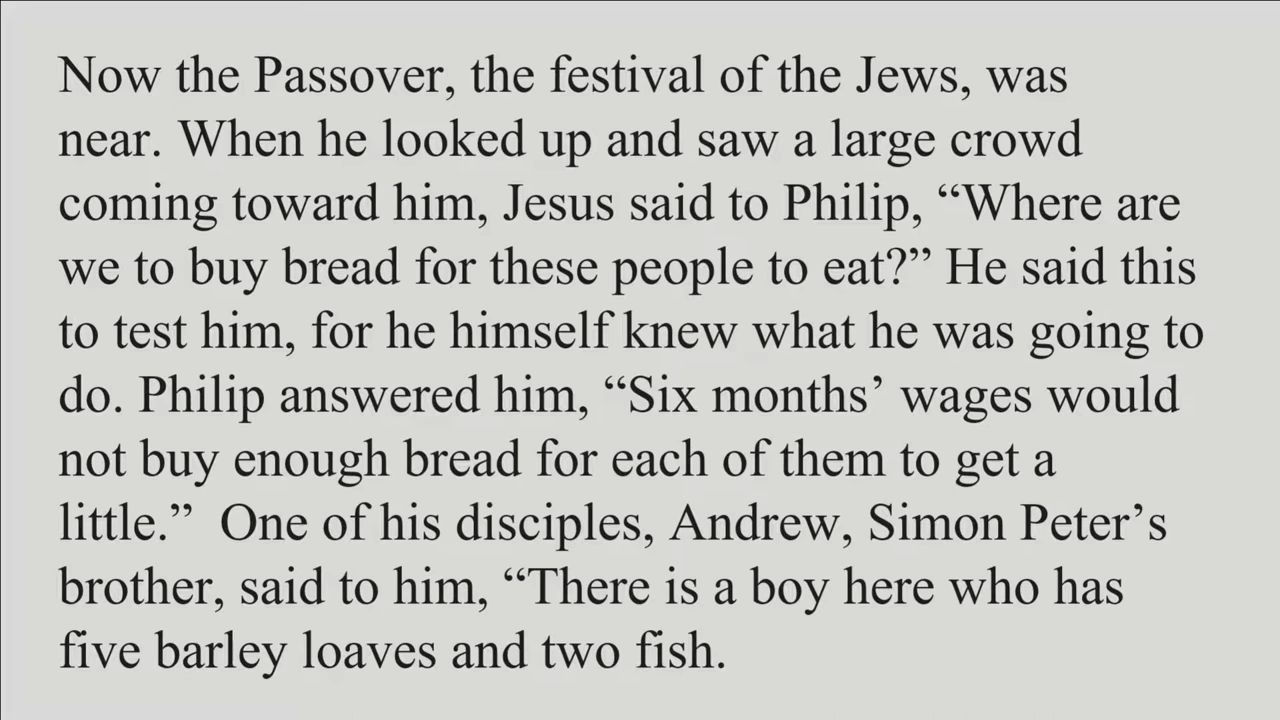 Now the Passover, the festival of the Jews, was
near. When he looked up and saw a large crowd
coming toward him, Jesus said to Philip, “Where are
we to buy bread for these people to eat?” He said this
to test him, for he himself knew what he was going to
do. Philip answered him, “Six months’ wages would
not buy enough bread for each of them to get a
little.”  One of his disciples, Andrew, Simon Peter’s
brother, said to him, “There is a boy here who has
five barley loaves and two fish.